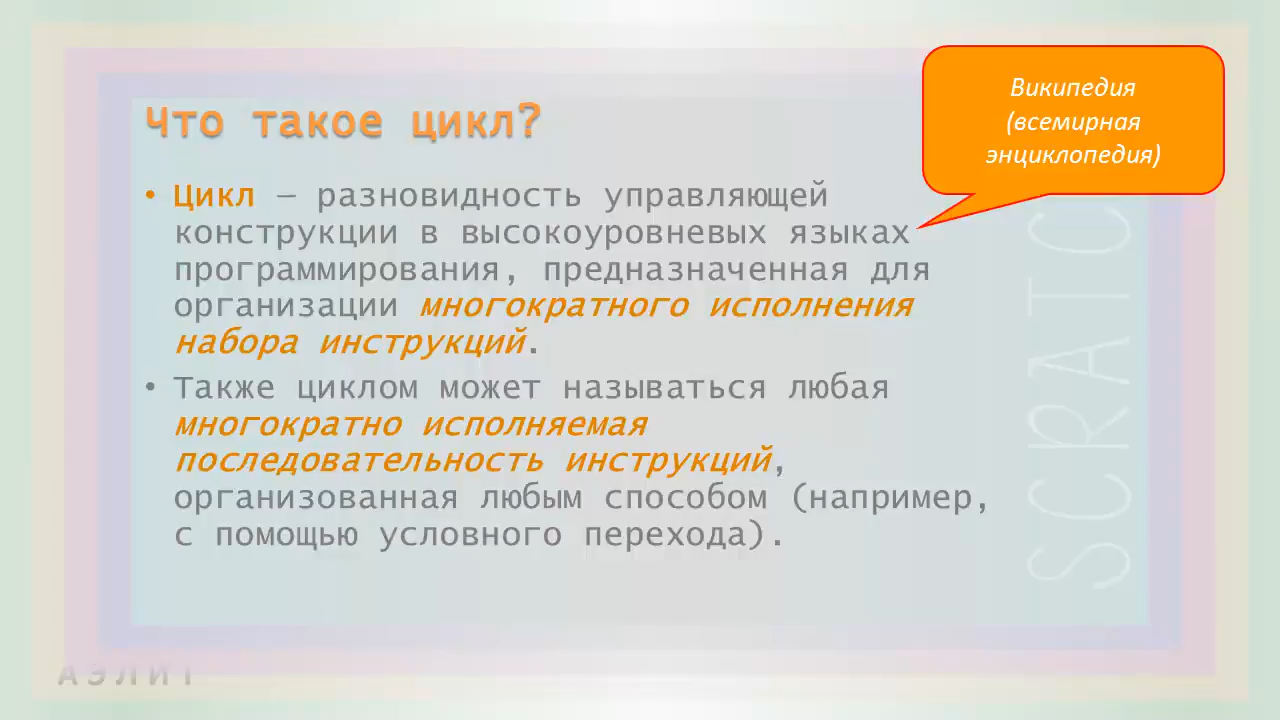 Что такое цикл?
Википедия
(всемирная
энциклопедия)
• Цикл – разновидность управляющей
конструкции в высокоуровневых языках
программирования, предназначенная для
организации многократного исполнения
набора инструкций.
• Также циклом может называться любая
многократно исполняемая
последовательность инструкций,
организованная любым способом (например,
с помощью условного перехода).
АЭЛИТ